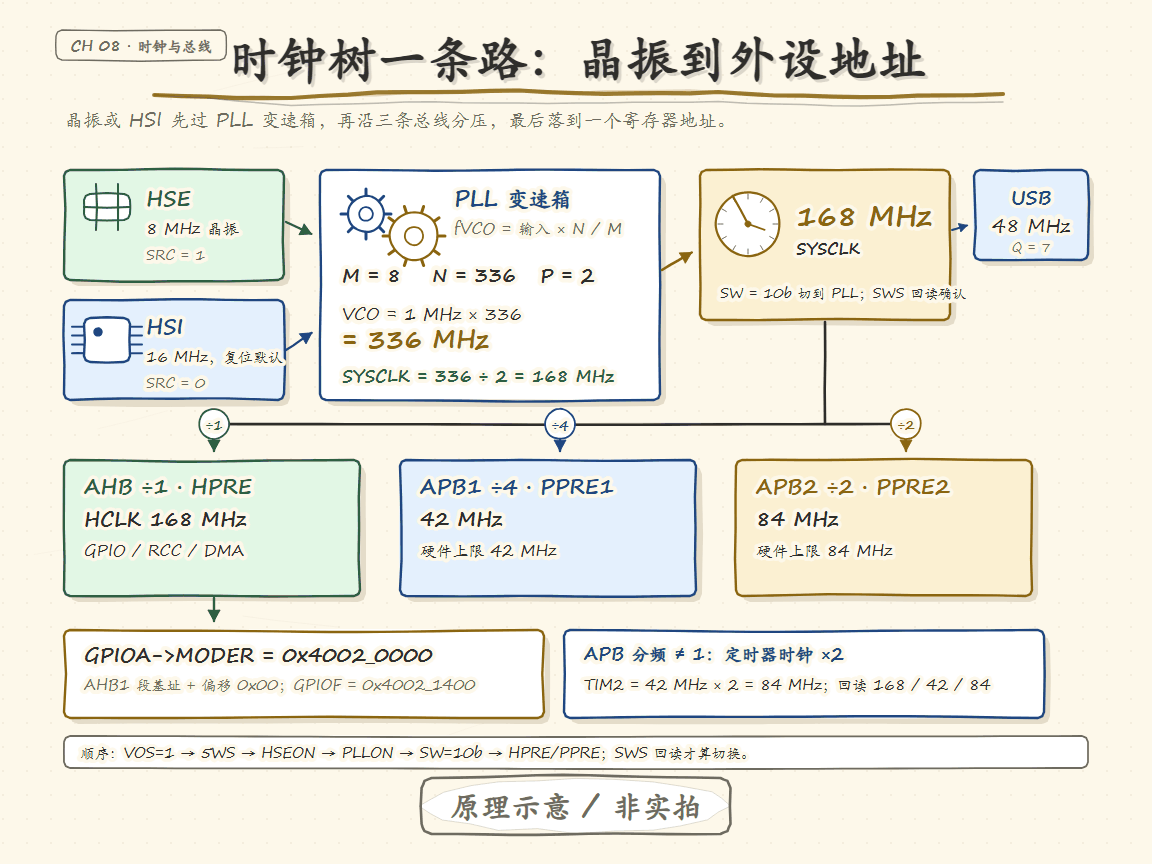 CH 08 · 时钟与总线
时钟树一条路：晶振到外设地址
晶振或 HSI 先过 PLL 变速箱，再沿三条总线分压，最后落到一个寄存器地址。
HSE
8 MHz 晶振
SRC = 1
HSI
16 MHz，复位默认
SRC = 0
PLL 变速箱
fVCO = 输入 × N / M
M = 8 N = 336 P = 2
VCO = 1 MHz × 336
= 336 MHz
SYSCLK = 336 ÷ 2 = 168 MHz
168 MHz
SYSCLK
SW = 10b 切到 PLL；SWS 回读确认
USB
48 MHz
Q = 7
÷1
÷4
÷2
AHB ÷1 · HPRE
HCLK 168 MHz
GPIO / RCC / DMA
APB1 ÷4 · PPRE1
42 MHz
硬件上限 42 MHz
APB2 ÷2 · PPRE2
84 MHz
硬件上限 84 MHz
GPIOA->MODER = 0x4002_0000
AHB1 段基址 + 偏移 0x00；GPIOF = 0x4002_1400
APB 分频 ≠ 1：定时器时钟 ×2
TIM2 = 42 MHz × 2 = 84 MHz；回读 168 / 42 / 84
顺序：VOS=1 → 5WS → HSEON → PLLON → SW=10b → HPRE/PPRE；SWS 回读才算切换。
原理示意 / 非实拍